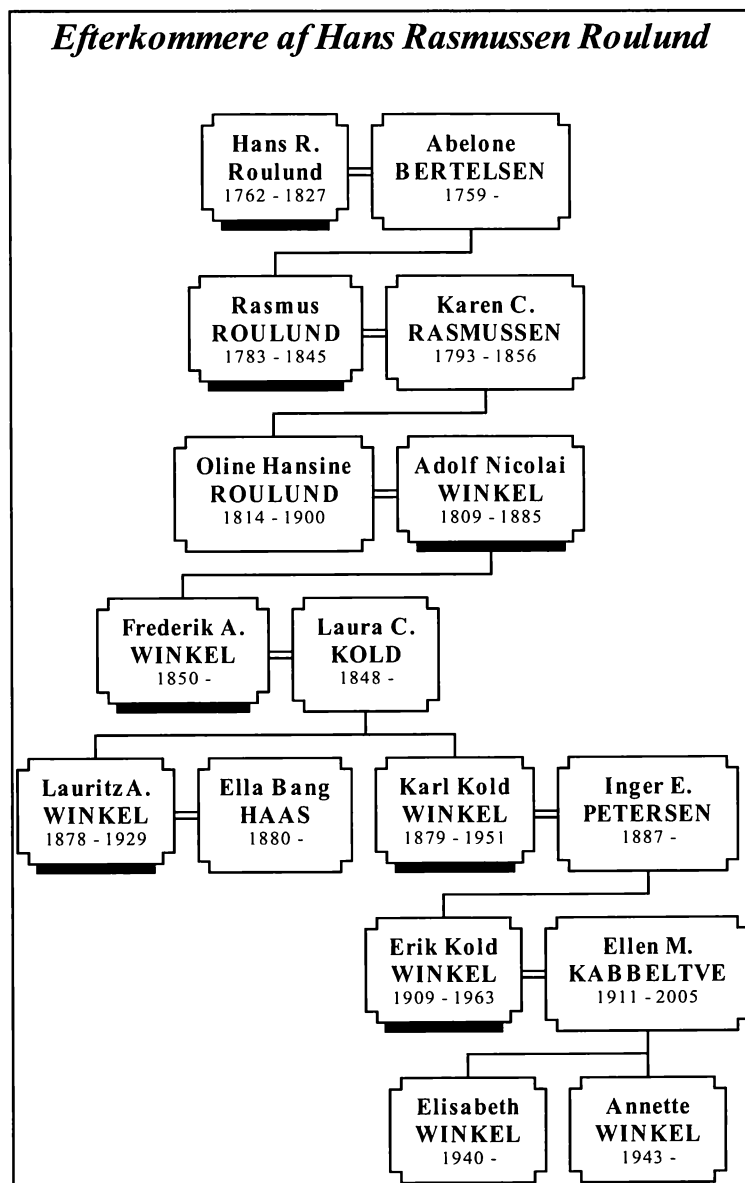 Efterkommere af Hans Rasmussen Roulund
Hans R.
Roulund
1762 - 1827
Abelone
BERTELSEN
1759 -
Rasmus
ROULUND
1783 - 1845
Karen C.
RASMUSSEN
1793 - 1856
Oline Hansine
ROULUND
1814 - 1900
Adolf Nicolai
WINKEL
1809 - 1885
Frederik A.
WINKEL
1850 -
Laura C.
KOLD
1848 -
Lauritz A.
WINKEL
1878 - 1929
Ella Bang
HAAS
1880 -
Karl Kold
WINKEL
1879 - 1951
Inger E.
PETERSEN
1887 -
Erik Kold
WINKEL
1909 - 1963
Ellen M.
KABBELTVE
1911 - 2005
Elisabeth
WINKEL
1940 -
Annette
WINKEL
1943 -